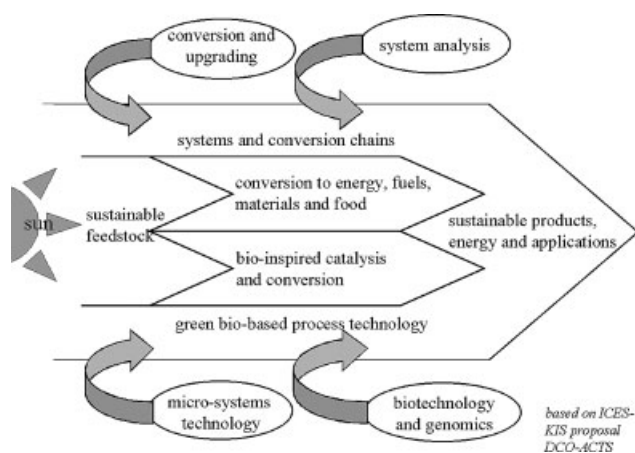 conversion and
upgrading
system analysis
systems and conversion chains
conversion to energy, fuels,
materials and food
sun
sustainable
feedstock
sustainable products,
energy and applications
bio-inspired catalysis
and conversion
green bio-based process technology
micro-systems
technology
biotechnology
and genomics
based on ICES-
KIS proposal
DCO-ACTS